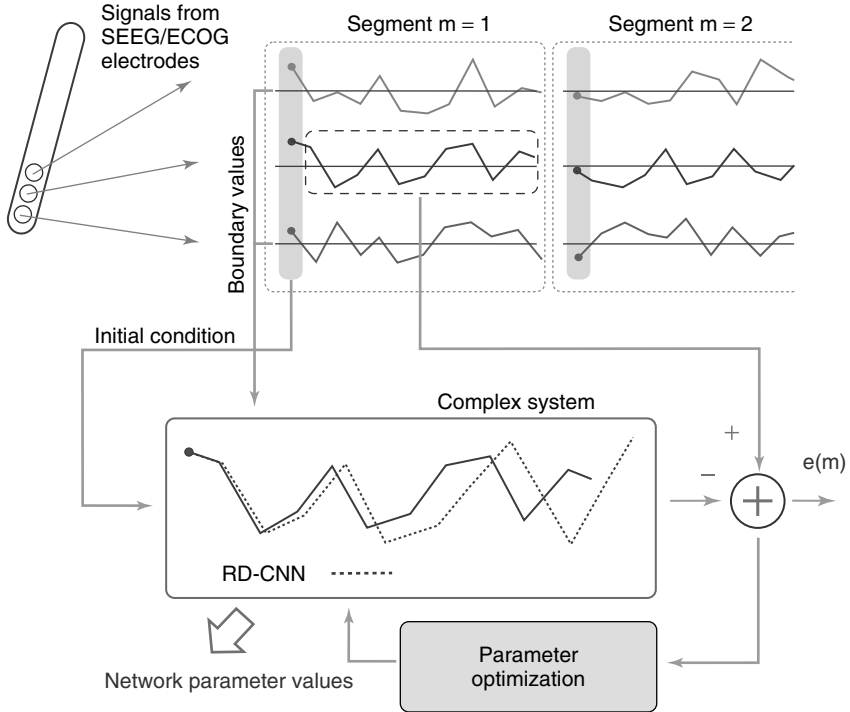 Signals from
SEEG/ECOG
electrodes
Segment m = 1
Segment m = 2
Boundary values
Initial condition
Complex system
+
−
e(m)
+
RD-CNN
Network parameter values
Parameter
optimization